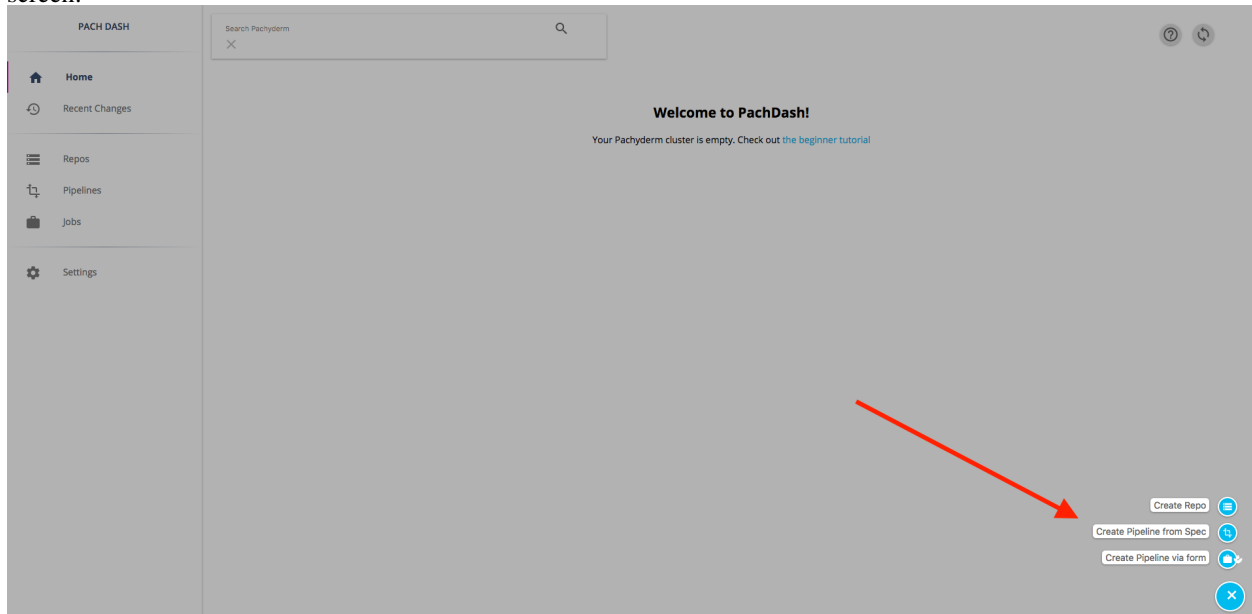 screen.
PACH DASH
Search Pachyderm
Home
Recent Changes
Welcome to PachDash!
Your Pachyderm cluster is empty. Check out the beginner tutorial
Repos
Pipelines
Jobs
Settings
Create Repo
Create Pipeline from Spec
Create Pipeline via form